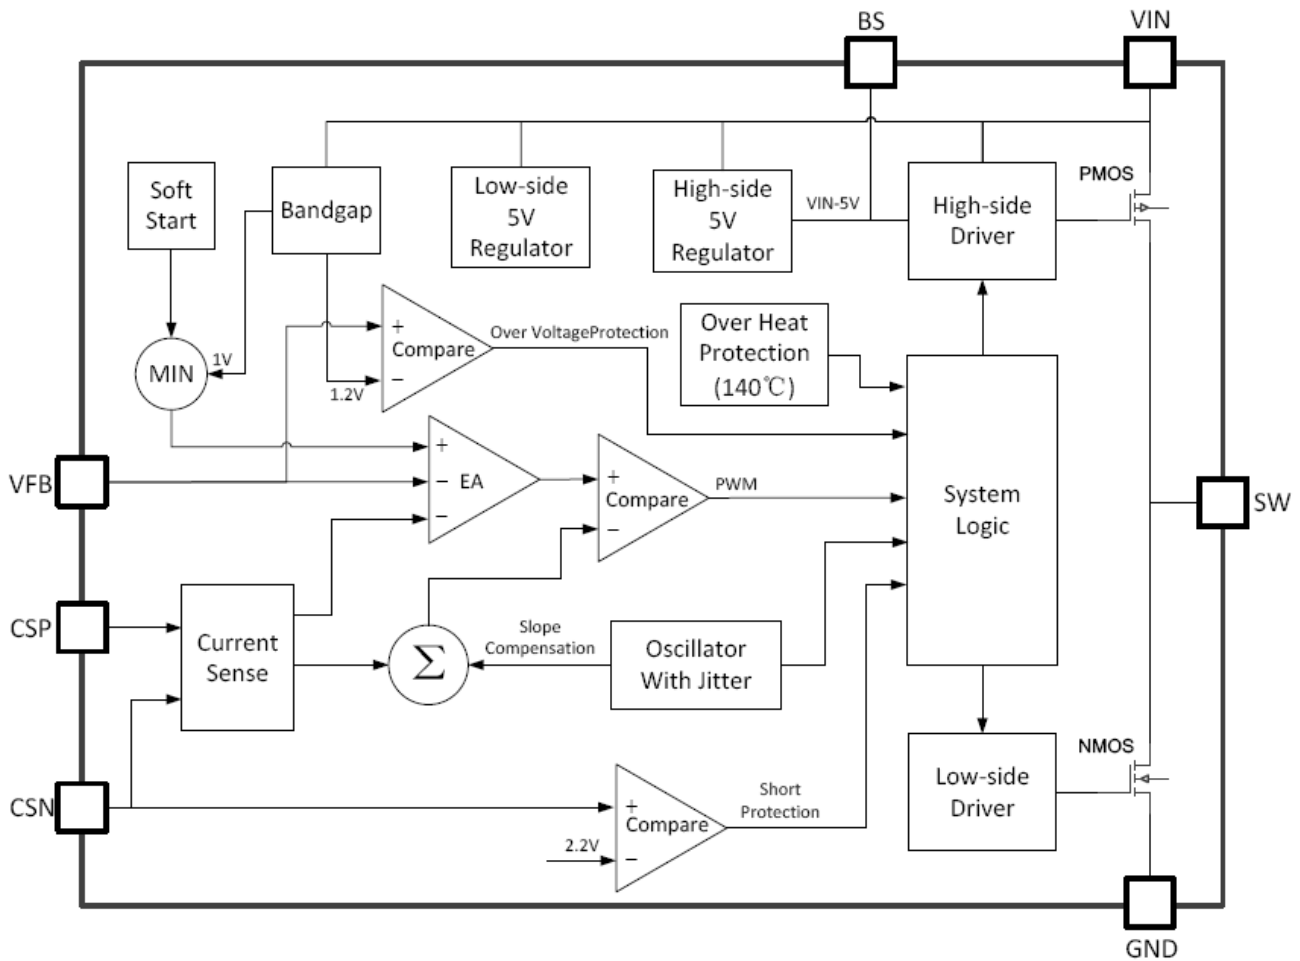 BS
VIN
Soft
Start
Bandgap
Low-side
5V
Regulator
High-side
5V
Regulator
VIN-5V
High-side
Driver
PMOS
MIN
1V
+
Compare
−
1.2V
Over VoltageProtection
Over Heat
Protection
(140℃)
VFB
+
− EA
−
+
Compare
−
PWM
System
Logic
SW
CSP
Current
Sense
Σ
Slope
Compensation
Oscillator
With Jitter
CSN
+
Compare
−
2.2V
Short
Protection
Low-side
Driver
NMOS
GND